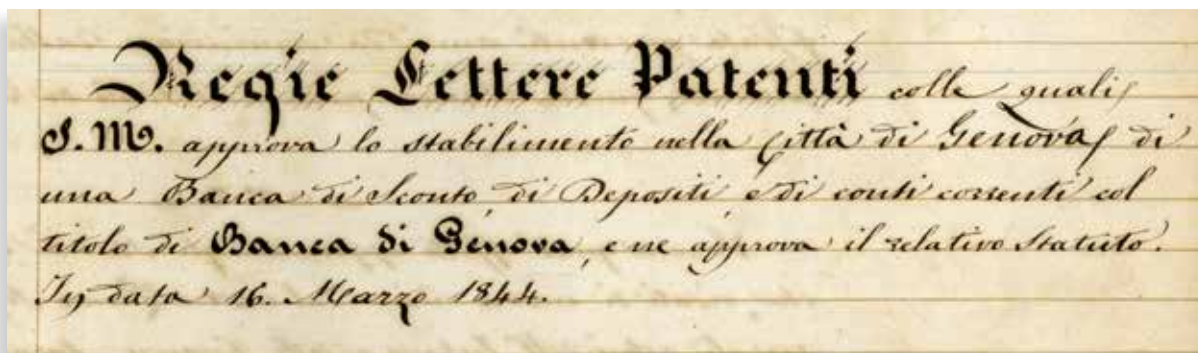 Regie Lettere Patenti colle quali
S. M. approva lo stabilimento nella Città di Genova di
una Banca di Sconto, di Depositi e di conti correnti col
titolo di Banca di Genova, e ne approva il relativo Statuto.
In data 16. Marzo 1844.